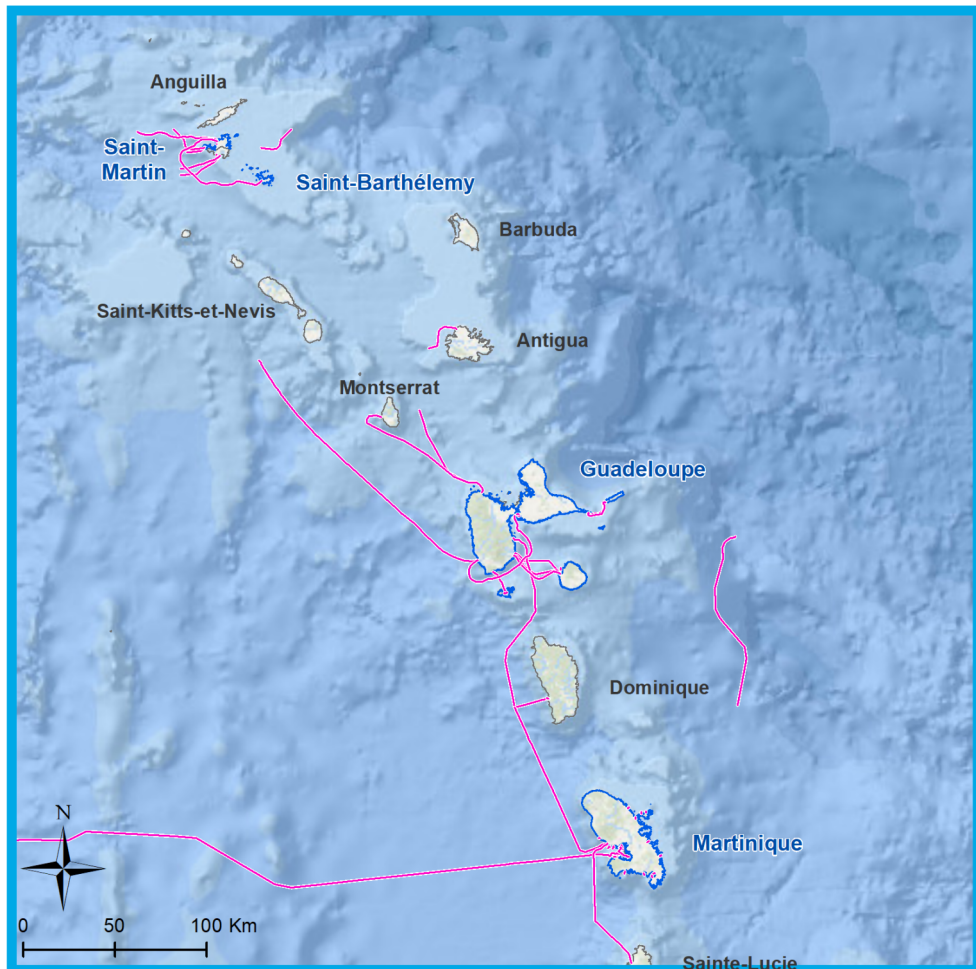 Anguilla
Saint-
Martin
Saint-Barthélemy
Barbuda
Saint-Kitts-et-Nevis
Antigua
Montserrat
Guadeloupe
Dominique
N
Martinique
0 50 100 Km
Sainte-Lucie